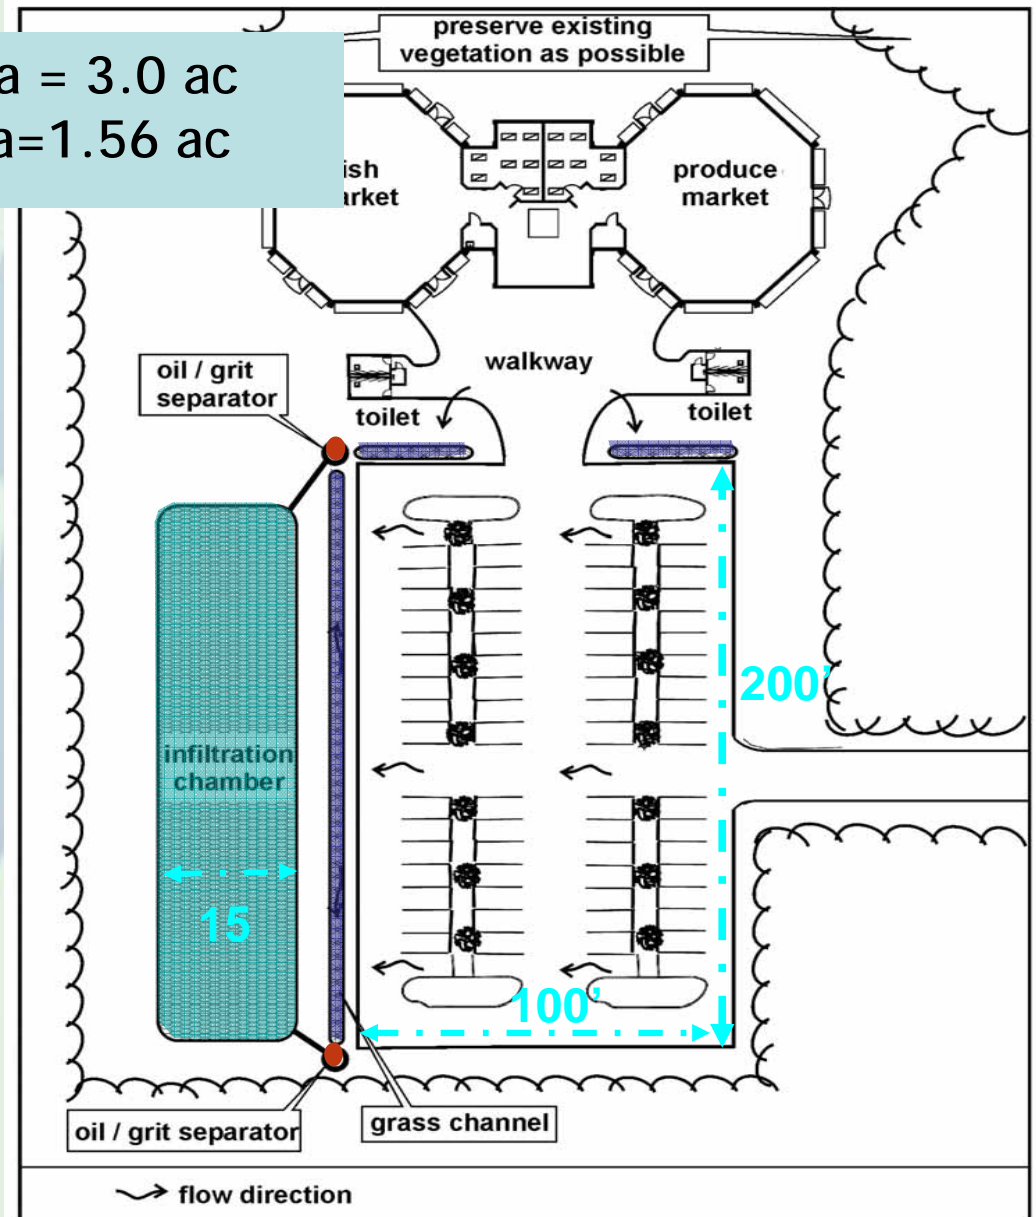 a = 3.0 ac
a=1.56 ac
preserve existing
vegetation as possible
ish
arket
produce
market
walkway
oil / grit
separator
toilet
toilet
200'
infiltration
chamber
15
100'
oil / grit separator
grass channel
flow direction